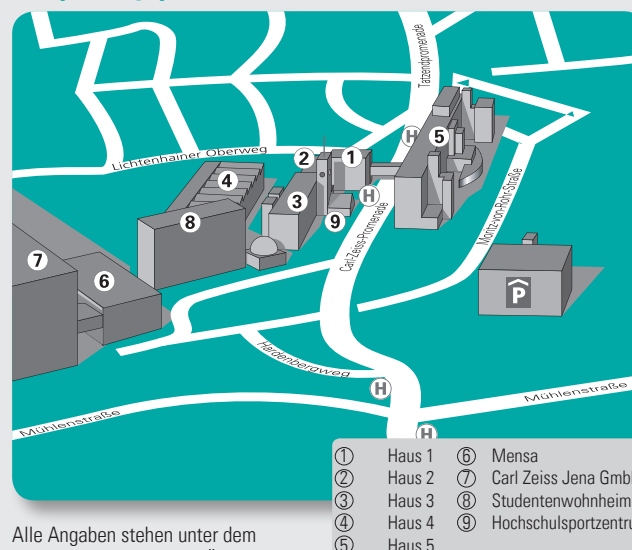 Tatzendpromenade
H
5
Lichtenhainer Oberweg
2
1
4
3
H
8
9
Carl-Zeiss-Promenade
Moritz-von-Rohr-Straße
7
6
P
Hardenbergweg
H
Mühlenstraße
Mühlenstraße
H
① Haus 1 ⑥ Mensa
② Haus 2 ⑦ Carl Zeiss Jena
③ Haus 3 ⑧ Studentenwohnheim
④ Haus 4 ⑨
⑤ Haus 5
Alle Angaben stehen unter dem